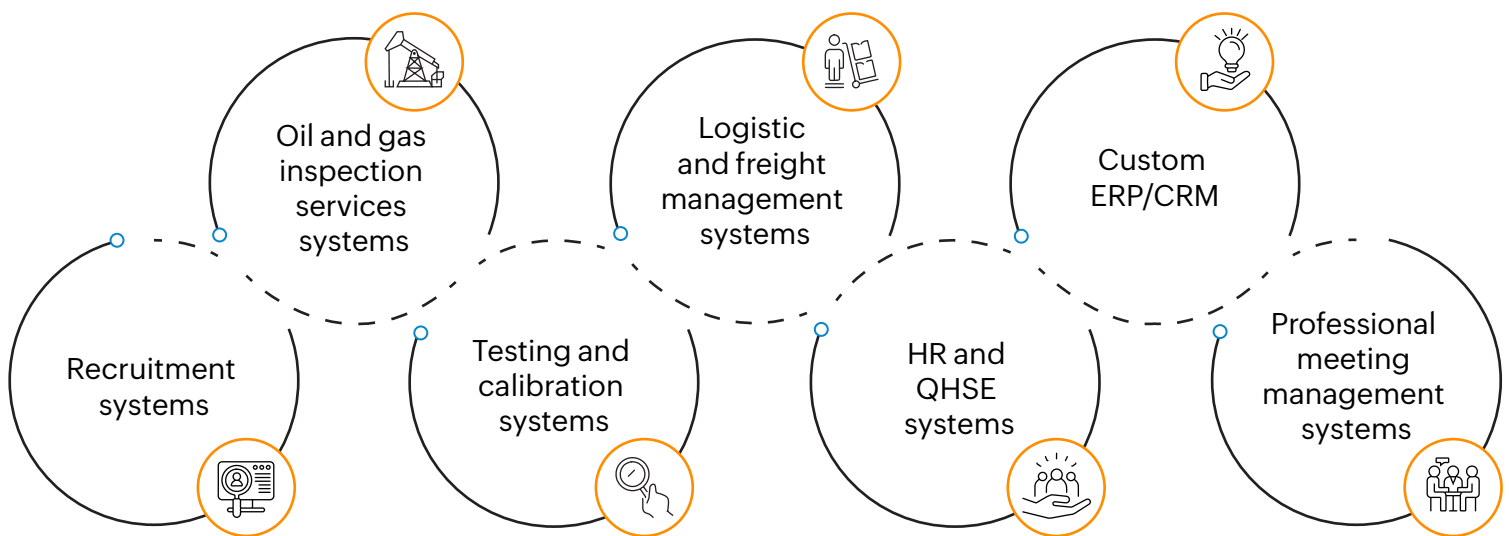 Recruitment
systems
Oil and gas
inspection
services
systems
Testing and
calibration
systems
Logistic
and freight
management
systems
HR and
QHSE
systems
Custom
ERP/CRM
Professional
meeting
management
systems